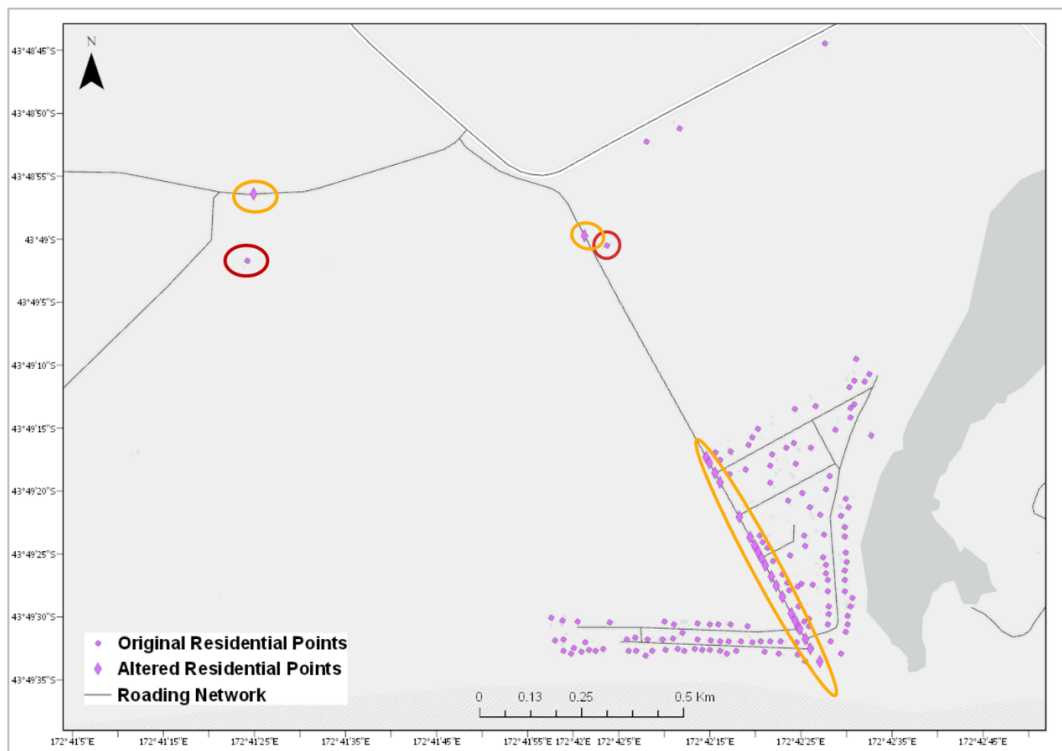 N
43°48'45"S
43°48'50"S
43°48'55"S
43°49'S
43°49'5"S
43°49'10"S
43°49'15"S
43°49'20"S
43°49'25"S
43°49'30"S
43°49'35"S
Original Residential Points
Altered Residential Points
Roading Network
0 0.13 0.25 0.5 Km
172°41'5"E 172°41'15"E 172°41'25"E 172°41'35"E 172°41'55"E 172°42'E 172°42'5"E 172°42'15"E 172°42'25"E 172°42'35"E 172°42'45"E